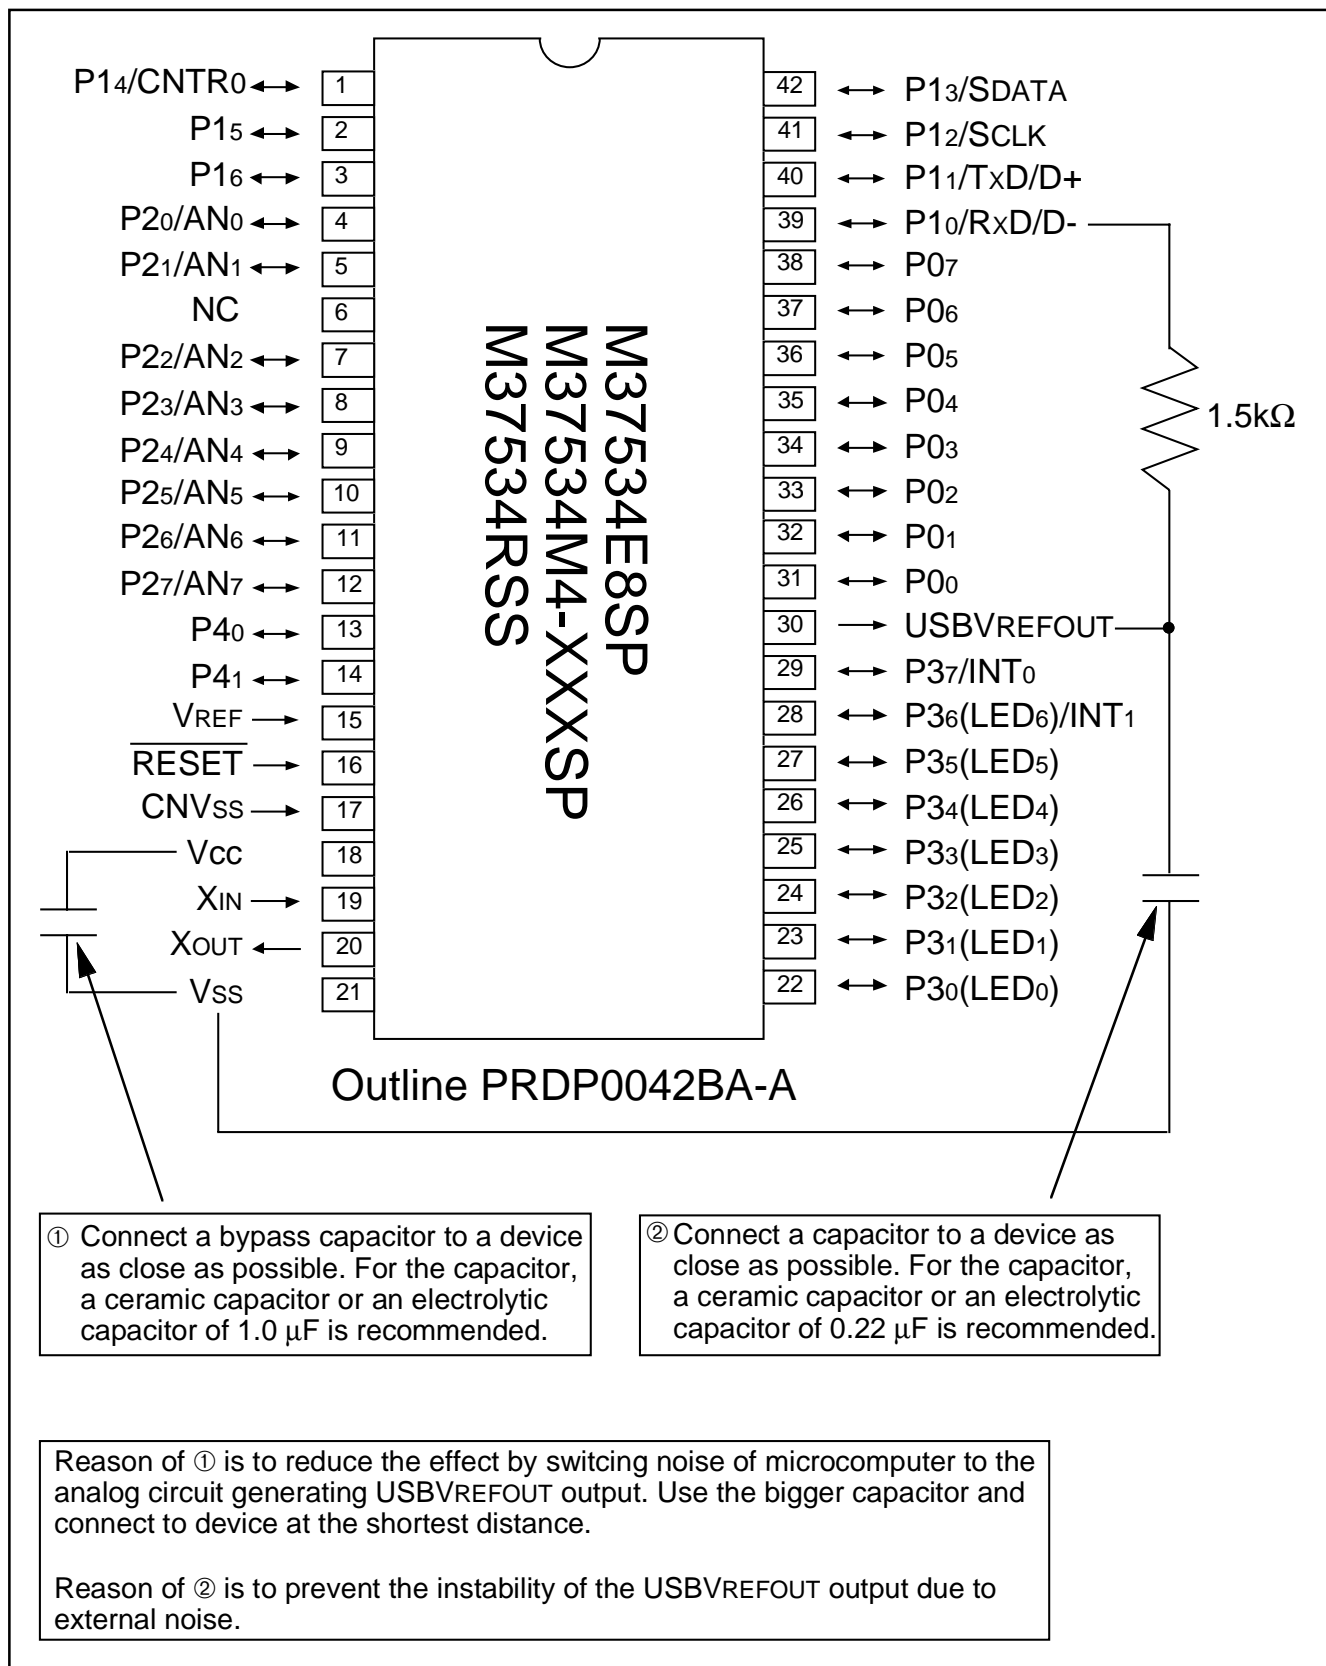 P14/CNTR0 1
P15 2
P16 3
P20/AN0 4
P21/AN1 5
NC 6
P22/AN2 7
P23/AN3 8
P24/AN4 9
P25/AN5 10
P26/AN6 11
P27/AN7 12
P40 13
P41 14
VREF 15
RESET 16
CNVSS 17
Vcc 18
XIN 19
XOUT 20
VSS 21
M37534E8SP
M37534M4-XXXSP
M37534RSS
42 P13/SDATA
41 P12/SCLK
40 P11/TxD/D+
39 P10/RxD/D-
38 P07
37 P06
36 P05
35 P04
34 P03
33 P02
32 P01
31 P00
30 USBVREFOUT
29 P37/INT0
28 P36(LED6)/INT1
27 P35(LED5)
26 P34(LED4)
25 P33(LED3)
24 P32(LED2)
23 P31(LED1)
22 P30(LED0)
1.5kΩ
Outline PRDP0042BA-A
① Connect a bypass capacitor to a device
as close as possible. For the capacitor,
a ceramic capacitor or an electrolytic
capacitor of 1.0 μF is recommended.
② Connect a capacitor to a device as
close as possible. For the capacitor,
a ceramic capacitor or an electrolytic
capacitor of 0.22 μF is recommended.
Reason of ① is to reduce the effect by switcing noise of microcomputer to the
analog circuit generating USBVREFOUT output. Use the bigger capacitor and
connect to device at the shortest distance.
Reason of ② is to prevent the instability of the USBVREFOUT output due to
external noise.